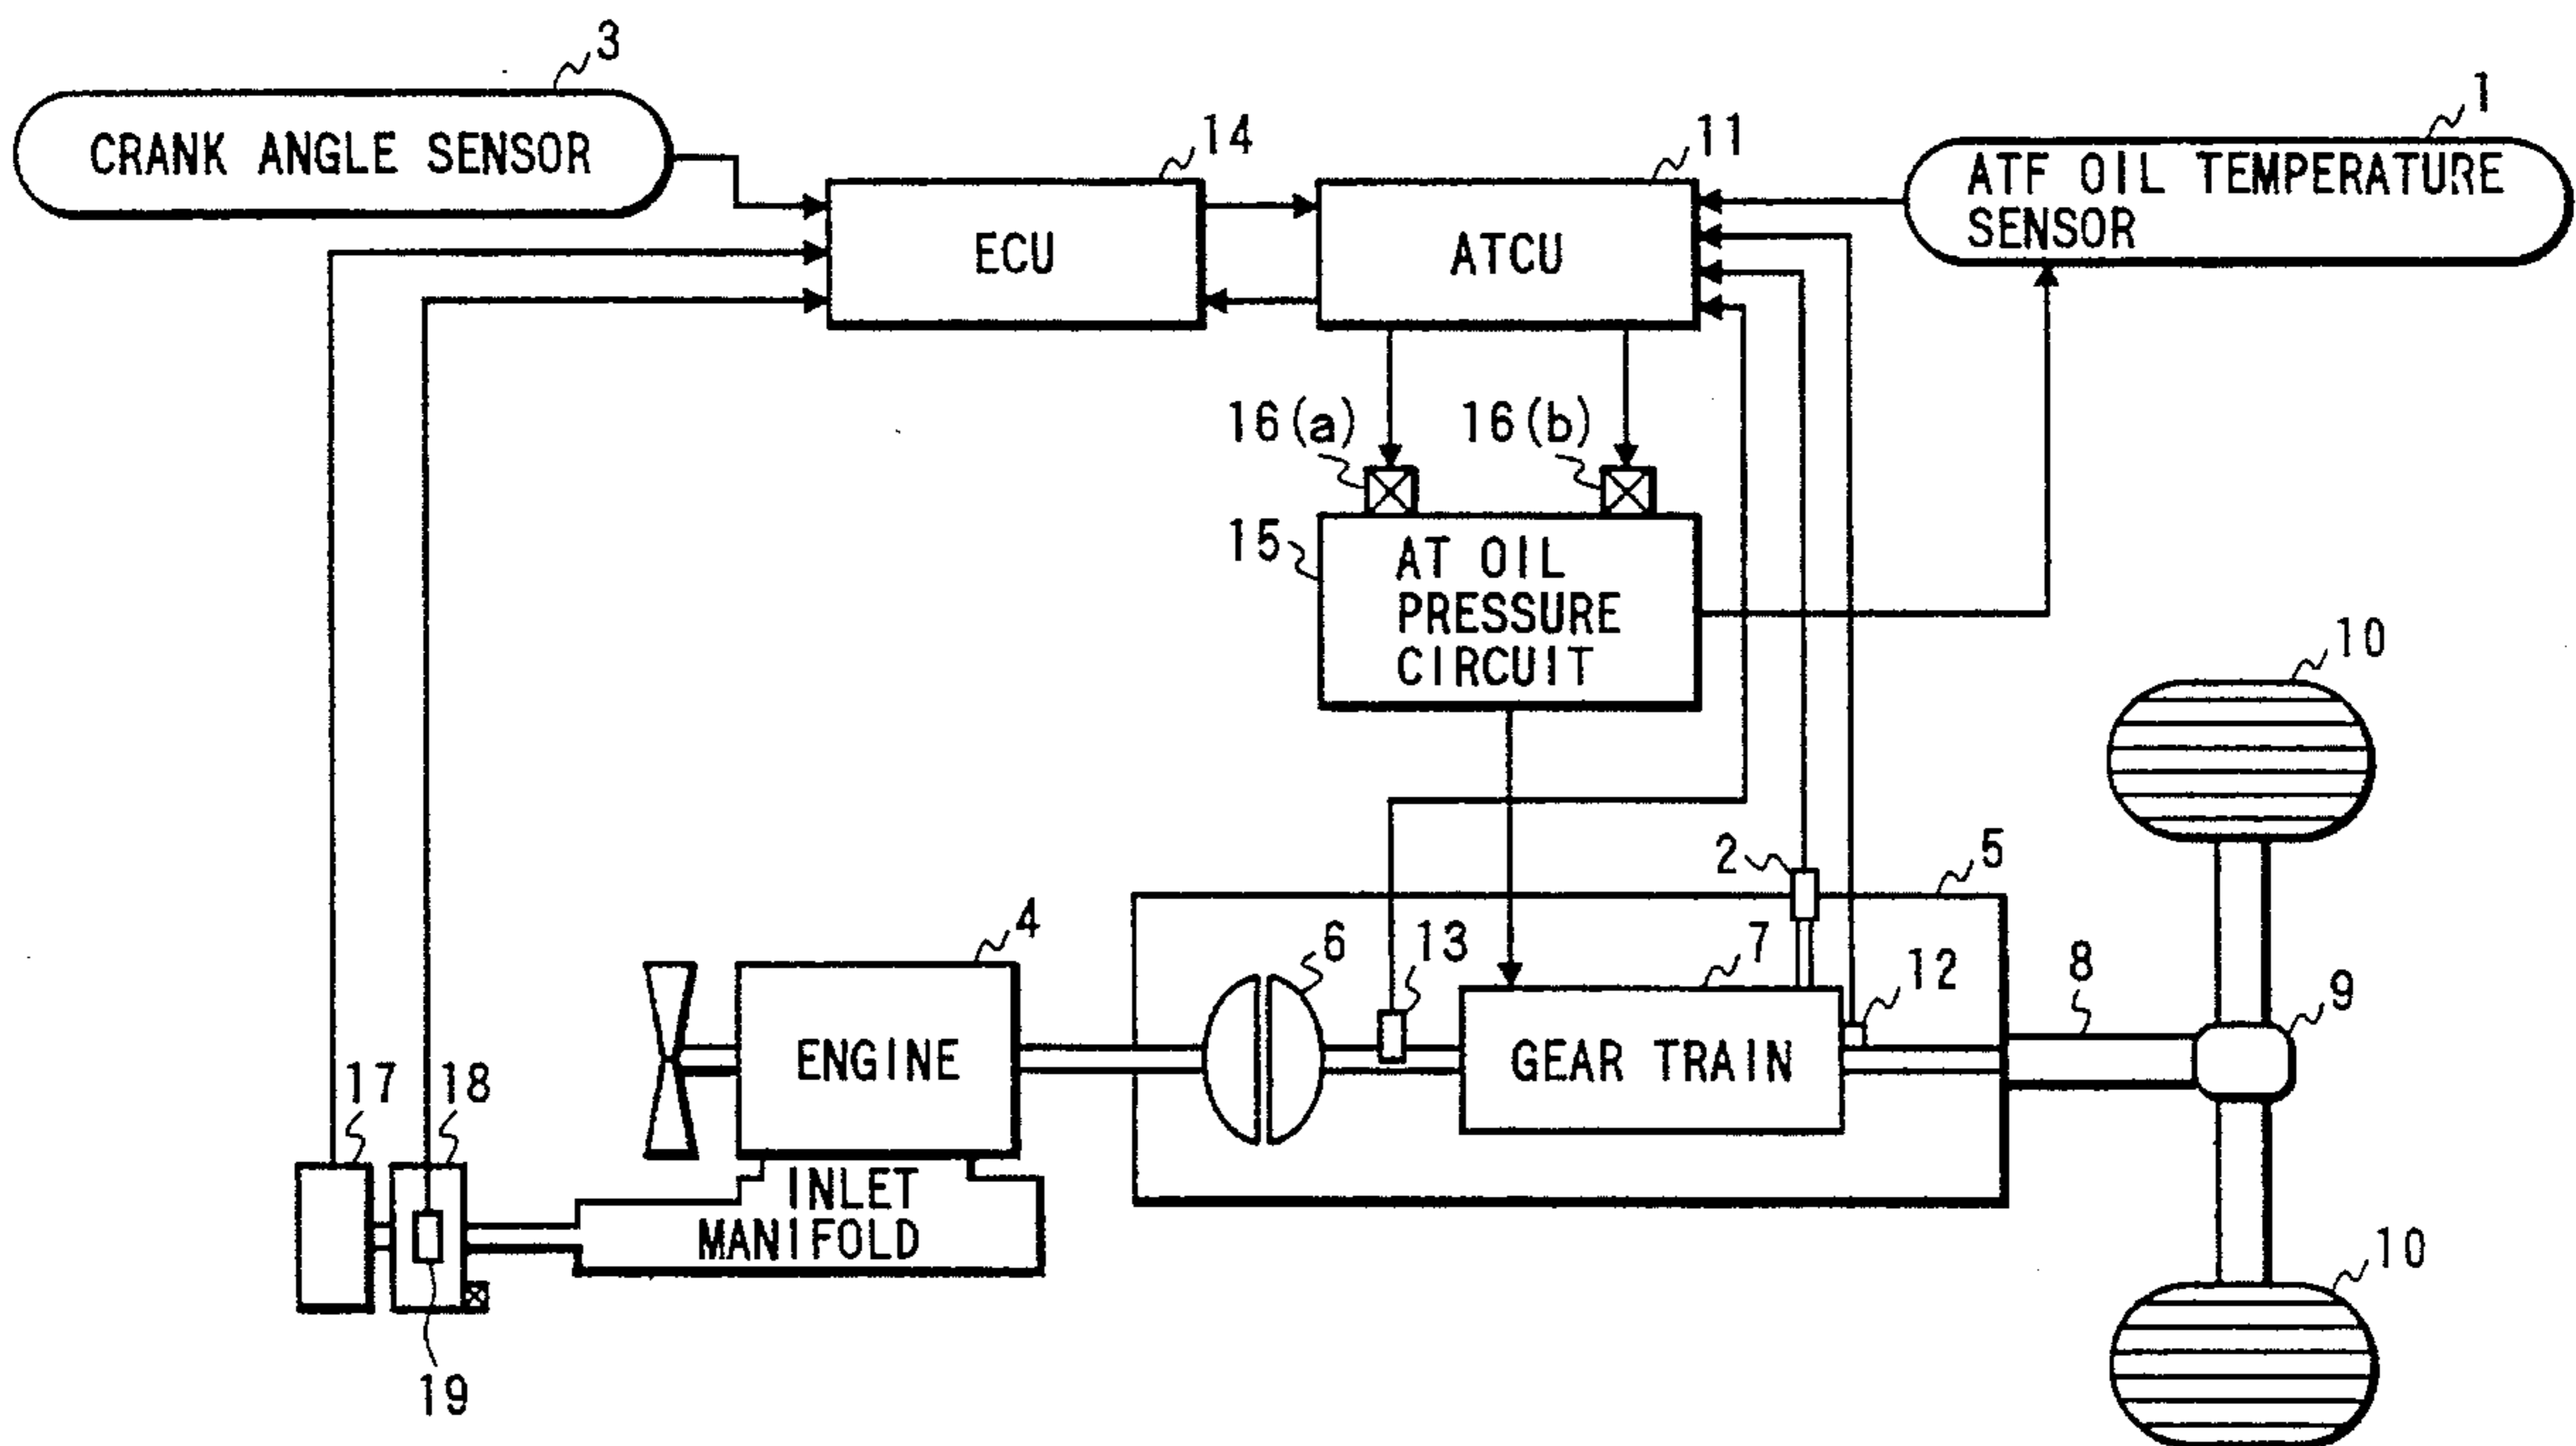 3
1
CRANK ANGLE SENSOR
14
11
ATF OIL TEMPERATURE
SENSOR
ECU
ATCU
16(a)
16(b)
15
AT OIL
PRESSURE
CIRCUIT
10
2
5
4
6
13
7
12
8
9
ENGINE
GEAR TRAIN
17
18
INLET
MANIFOLD
10
19